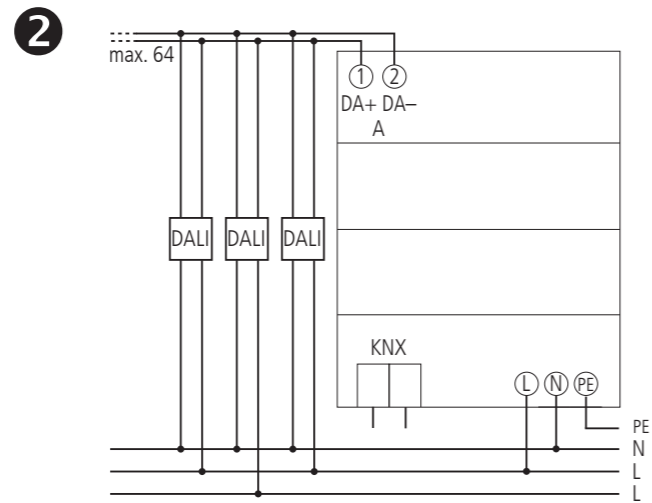 2
max. 64
1 2
DA+ DA–
A
DALI DALI DALI
KNX
L N PE
PE
N
L
L